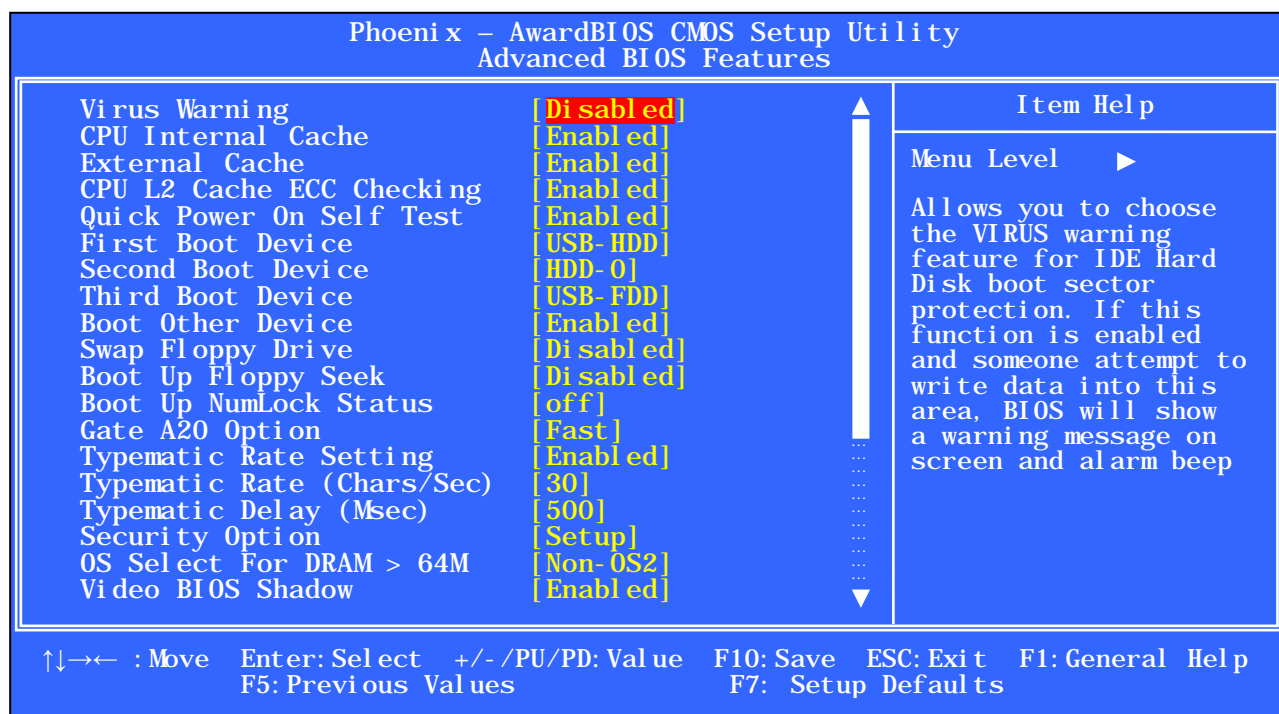 Phoenix – AwardBIOS CMOS Setup Utility
Advanced BIOS Features
Virus Warning [Disabled]
CPU Internal Cache [Enabled]
External Cache [Enabled]
CPU L2 Cache ECC Checking [Enabled]
Quick Power On Self Test [Enabled]
First Boot Device [USB-HDD]
Second Boot Device [HDD-0]
Third Boot Device [USB-FDD]
Boot Other Device [Enabled]
Swap Floppy Drive [Disabled]
Boot Up Floppy Seek [Disabled]
Boot Up NumLock Status [off]
Gate A20 Option [Fast]
Typematic Rate Setting [Enabled]
Typematic Rate (Chars/Sec) [30]
Typematic Delay (Msec) [500]
Security Option [Setup]
OS Select For DRAM > 64M [Non-OS2]
Video BIOS Shadow [Enabled]
Item Help
Menu Level ▶
Allows you to choose
the VIRUS warning
feature for IDE Hard
Disk boot sector
protection. If this
function is enabled
and someone attempt to
write data into this
area, BIOS will show
a warning message on
screen and alarm beep
↑↓→← :Move Enter:Select +/-/PU/PD:Value F10:Save ESC:Exit F1:General Help
F5:Previous Values F7: Setup Defaults